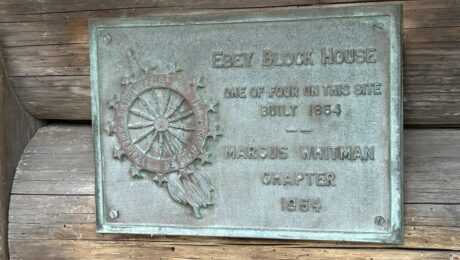 EBEY BLOCK HOUSE
ONE OF FOUR ON THIS SITE
BUILT 1854
MARCUS WHITMAN
CHAPTER
1954